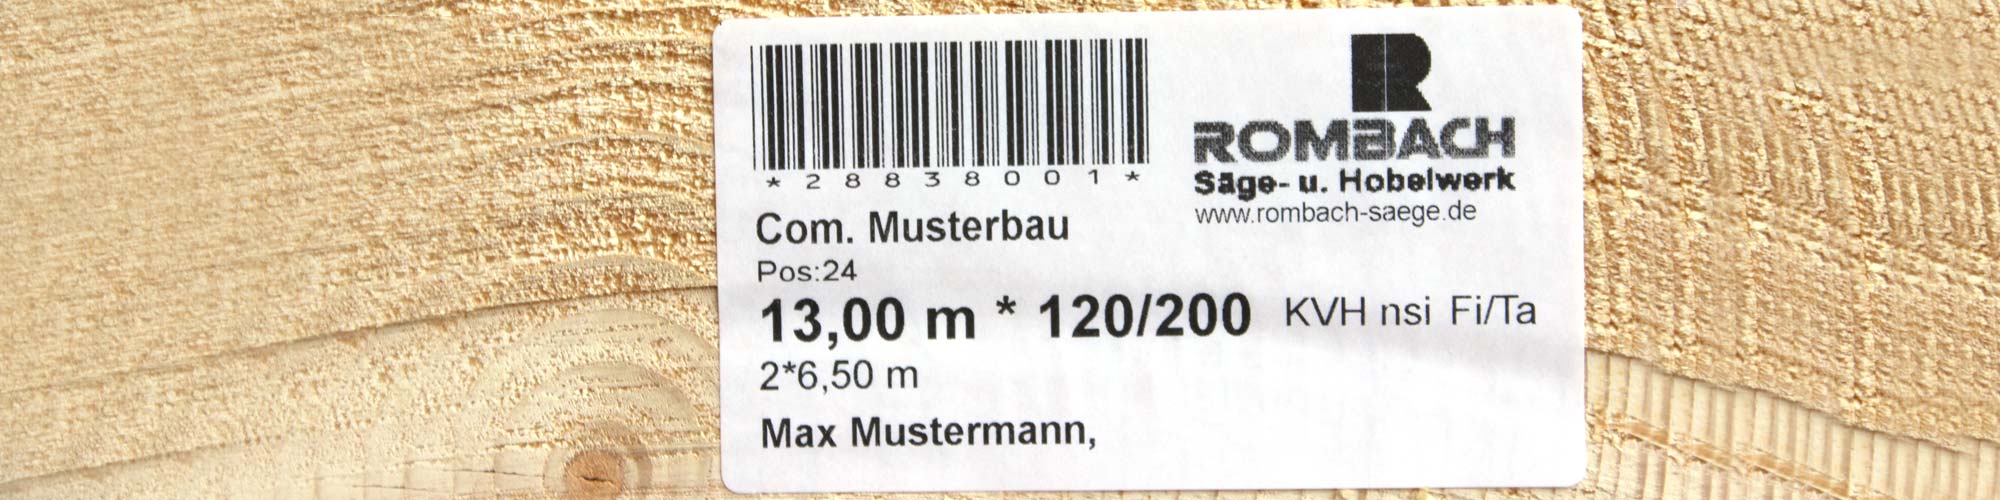 *28838001*
ROMBACH
Säge- u. Hobelwerk
www.rombach-saege.de
Com. Musterbau
Pos:24
13,00 m * 120/200 KVH nsi Fi/Ta
2*6,50 m
Max Mustermann,